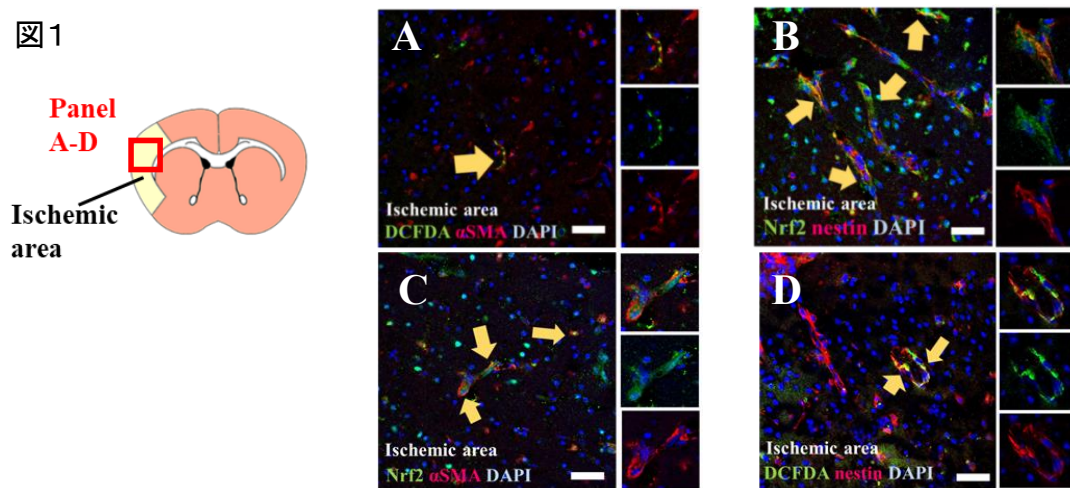 図1
Panel
A-D
Ischemic
area
A
Ischemic area
DCFDA αSMA DAPI
B
Ischemic area
Nrf2 nestin DAPI
C
Ischemic area
Nrf2 αSMA DAPI
D
Ischemic area
DCFDA nestin DAPI